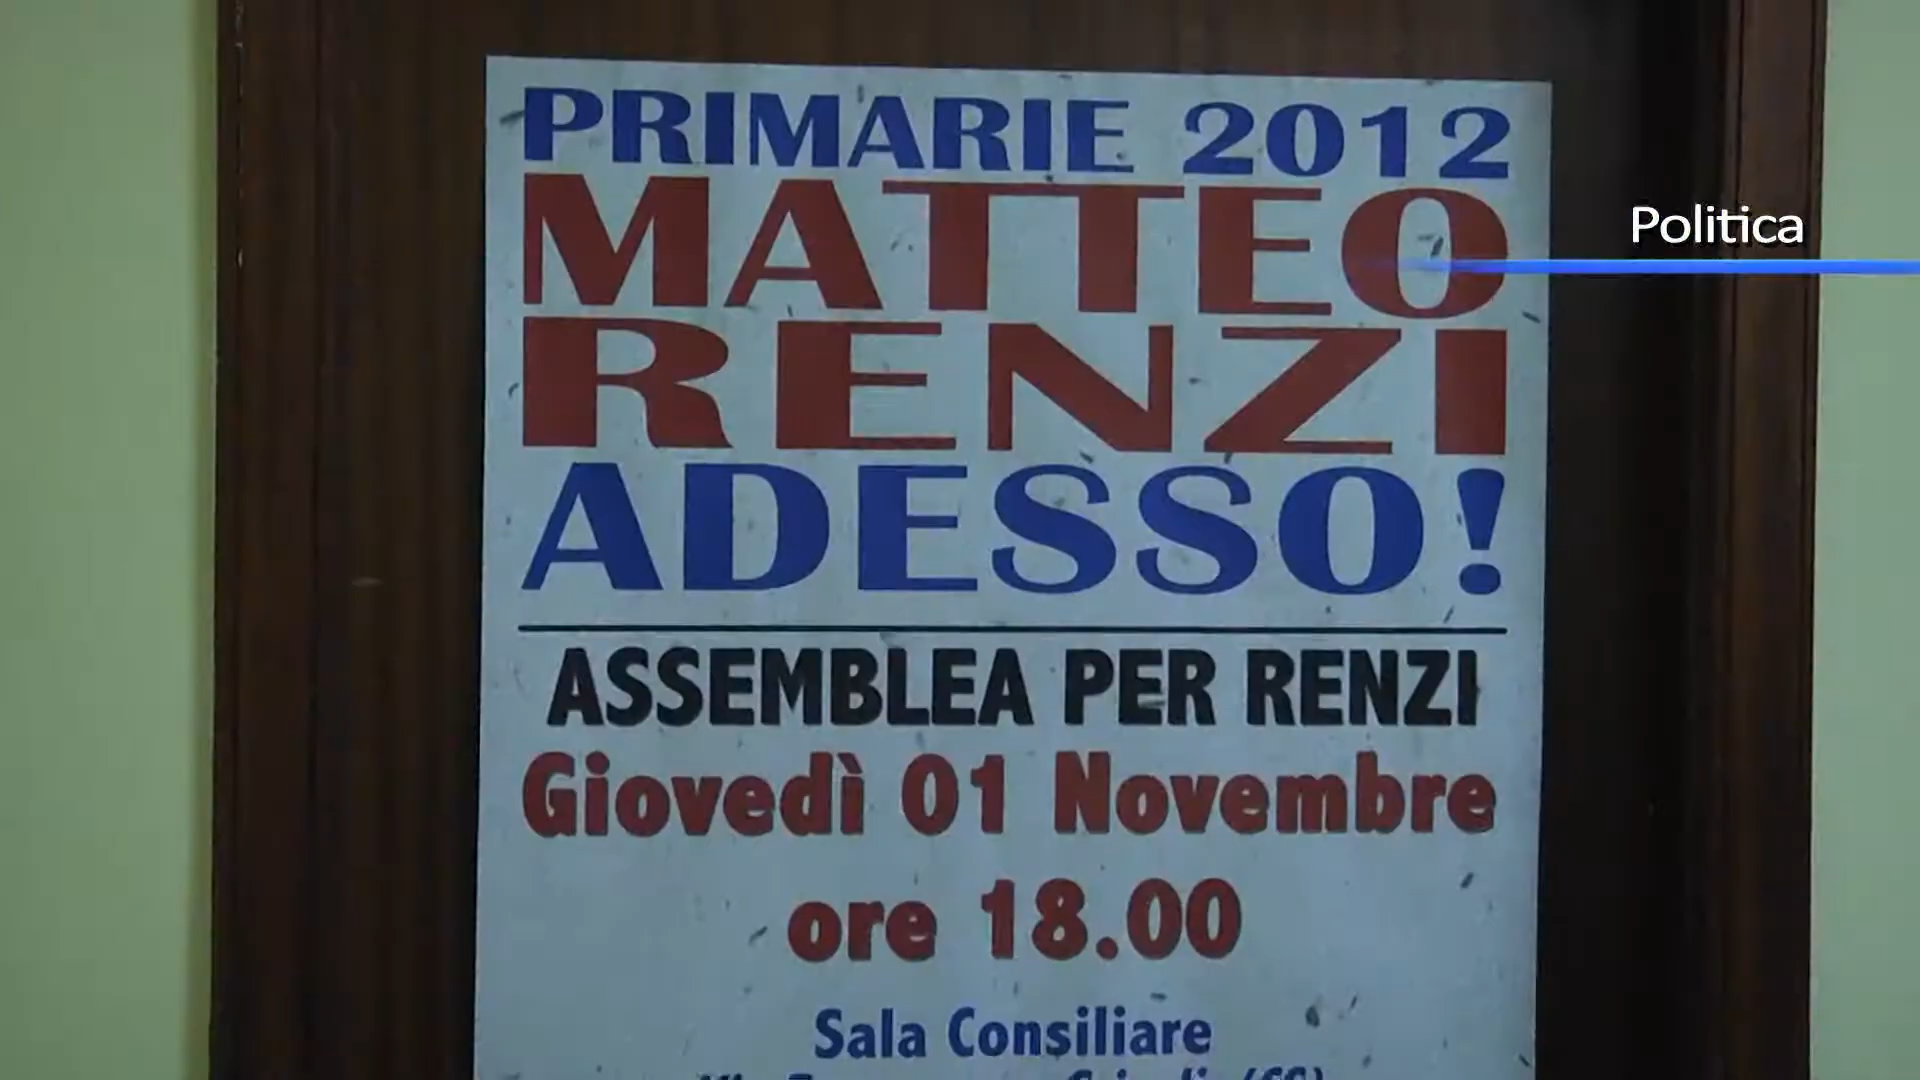 PRIMARIE 2012
MATTEO
RENZI
ADESSO!
Politica
ASSEMBLEA PER RENZI
Giovedì 01 Novembre
ore 18.00
Sala Consiliare